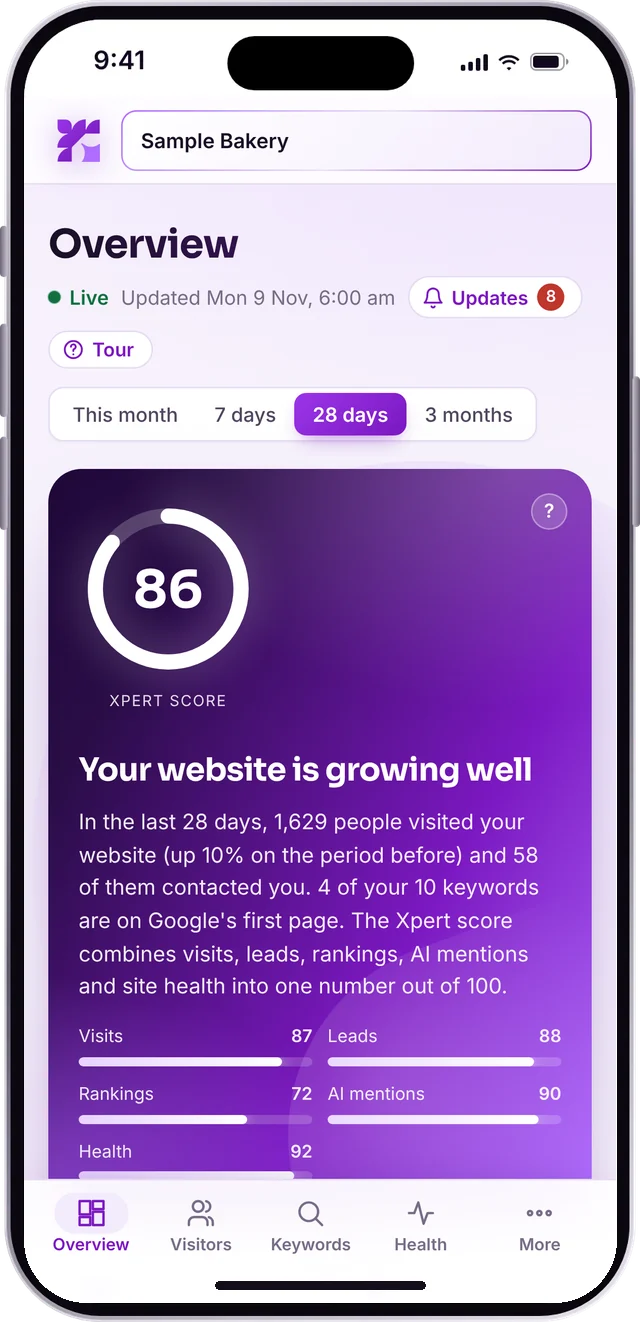 9:41
Sample Bakery
Overview
Live Updated Mon 9 Nov, 6:00 am Updates 8
? Tour
This month 7 days 28 days 3 months
?
86
XPERT SCORE
Your website is growing well
In the last 28 days, 1,629 people visited your
website (up 10% on the period before) and 58
of them contacted you. 4 of your 10 keywords
are on Google's first page. The Xpert score
combines visits, leads, rankings, AI mentions
and site health into one number out of 100.
Visits 87 Leads 88
Rankings 72 AI mentions 90
Health 92
Overview Visitors Keywords Health More